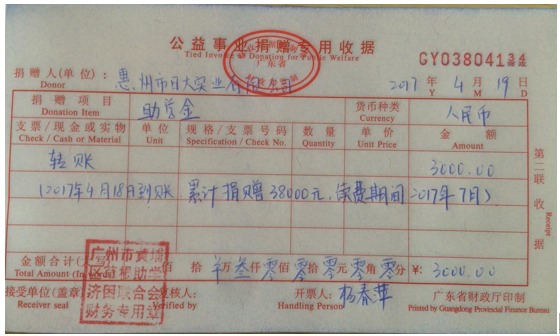 公益事业捐赠专用收据
Tied Invoice of Donation for Public Welfare
广东省
GY03804134
捐赠人(单位): 惠州市日大实业有限公司 2017 年 4 月 19 日
Donor Y M D
捐赠项目 助学金 货币种类 人民币
Donation Item Currency
支票/现金或实物 单位 规格/支票号码 数量 单价 金额
Check / Cash or Material Unit Specification / Check No. Quantity Unit Price Amount
转账 3000.00
(2017年4月18日到账 累计捐赠38000元, 续费期间2017年7月)
第二联 收据 Receipt
金额合计 佰 拾 万 叁仟 零佰 零拾 零元 零角 零分 ¥: 3000.00
Total Amount (In
广州市黄埔
济困联合会
财务专用章
接受单位(盖章) 复核人: 开票人: 杨春萍 广东省财政厅印制
Receiver seal Verified by Handling Person Printed by Guangdong Provincial Finance Bureau